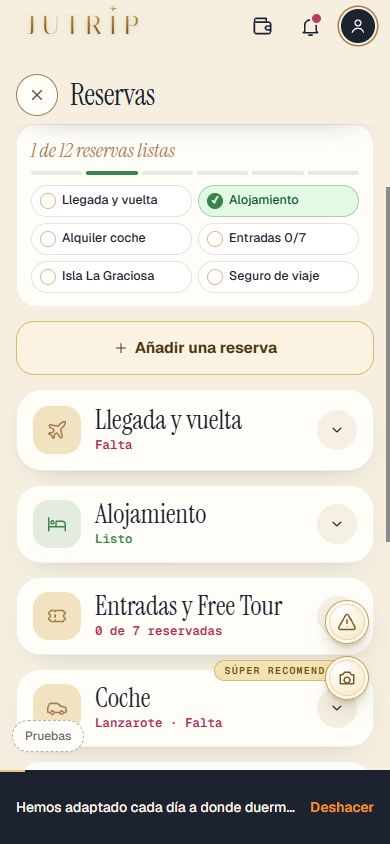 JUTRIP
Reservas
1 de 12 reservas listas
Llegada y vuelta
Alojamiento
Alquiler coche
Entradas 0/7
Isla La Graciosa
Seguro de viaje
+ Añadir una reserva
Llegada y vuelta
Falta
Alojamiento
Listo
Entradas y Free Tour
0 de 7 reservadas
SÚPER RECOMEND
Coche
Lanzarote · Falta
Pruebas
Hemos adaptado cada día a donde duerm... Deshacer